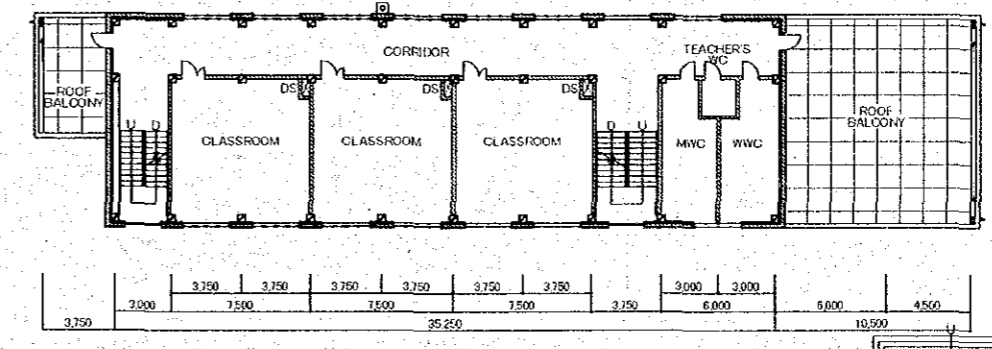 CORRIDOR
TEACHER'S
WC
ROOF
BALCONY
DS
DS
DS
ROOF
BALCONY
U D
CLASSROOM
CLASSROOM
CLASSROOM
D U
MWC
WWC
3,750 3,750 3,750 3,750 3,750 3,750 3,000 3,000
3,000 7,500 7,500 7,500 3,750 6,000 6,000 4,500
3,750 35,250 10,500
U